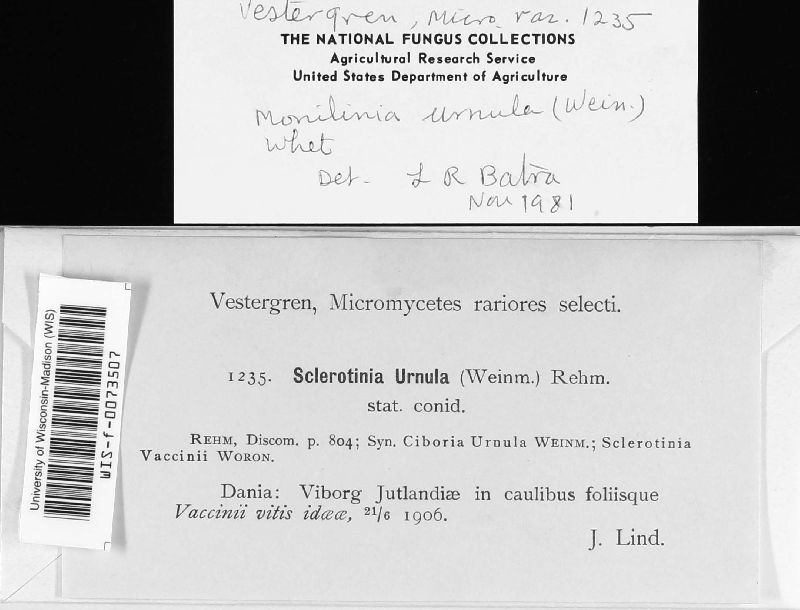 Vestergren, Micro. rar. 1235
THE NATIONAL FUNGUS COLLECTIONS
Agricultural Research Service
United States Department of Agriculture
Monilinia urnula (Wein.)
Whet
Det. L R Batra
Nov 1981
University of Wisconsin-Madison (WIS)
WIS-f-0073507
Vestergren, Micromycetes rariores selecti.
1235. Sclerotinia Urnula (Weinm.) Rehm.
stat. conid.
REHM, Discom. p. 804; Syn. Ciboria Urnula WEINM.; Sclerotinia
Vaccinii WORON.
Dania: Viborg Jutlandiæ in caulibus foliisque
Vaccinii vitis idææ, 21/6 1906.
J. Lind.